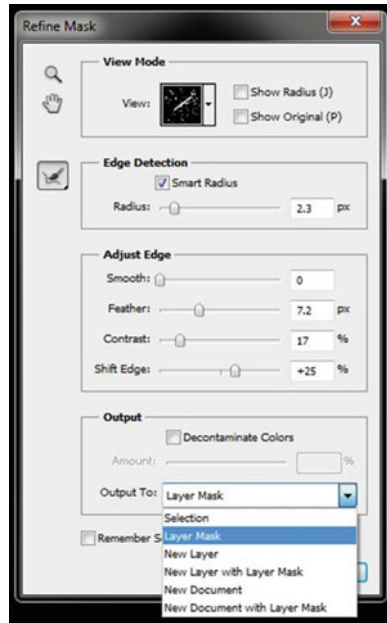 Refine Mask
View Mode
View:
Show Radius (J)
Show Original (P)
Edge Detection
Smart Radius
Radius: 2.3 px
Adjust Edge
Smooth: 0
Feather: 7.2 px
Contrast: 17 %
Shift Edge: +25 %
Output
Decontaminate Colors
Amount: %
Output To: Layer Mask
Selection
Remember S
Layer Mask
New Layer
New Layer with Layer Mask
New Document
New Document with Layer Mask